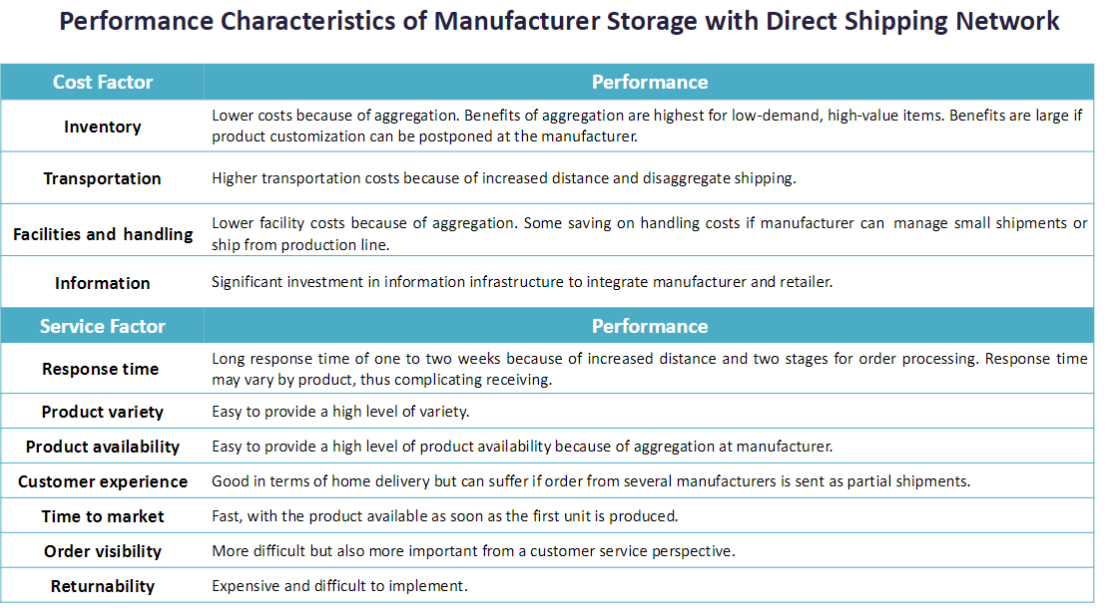 Performance Characteristics of Manufacturer Storage with Direct Shipping Network
Cost Factor
Performance
Inventory
Lower costs because of aggregation. Benefits of aggregation are highest for low-demand, high-value items. Benefits are large if
product customization can be postponed at the manufacturer.
Transportation
Higher transportation costs because of increased distance and disaggregate shipping.
Facilities and handling
Lower facility costs because of aggregation. Some saving on handling costs if manufacturer can manage small shipments or
ship from production line.
Information
Significant investment in information infrastructure to integrate manufacturer and retailer.
Service Factor
Performance
Response time
Long response time of one to two weeks because of increased distance and two stages for order processing. Response time
may vary by product, thus complicating receiving.
Product variety
Easy to provide a high level of variety.
Product availability
Easy to provide a high level of product availability because of aggregation at manufacturer.
Customer experience
Good in terms of home delivery but can suffer if order from several manufacturers is sent as partial shipments.
Time to market
Fast, with the product available as soon as the first unit is produced.
Order visibility
More difficult but also more important from a customer service perspective.
Returnability
Expensive and difficult to implement.